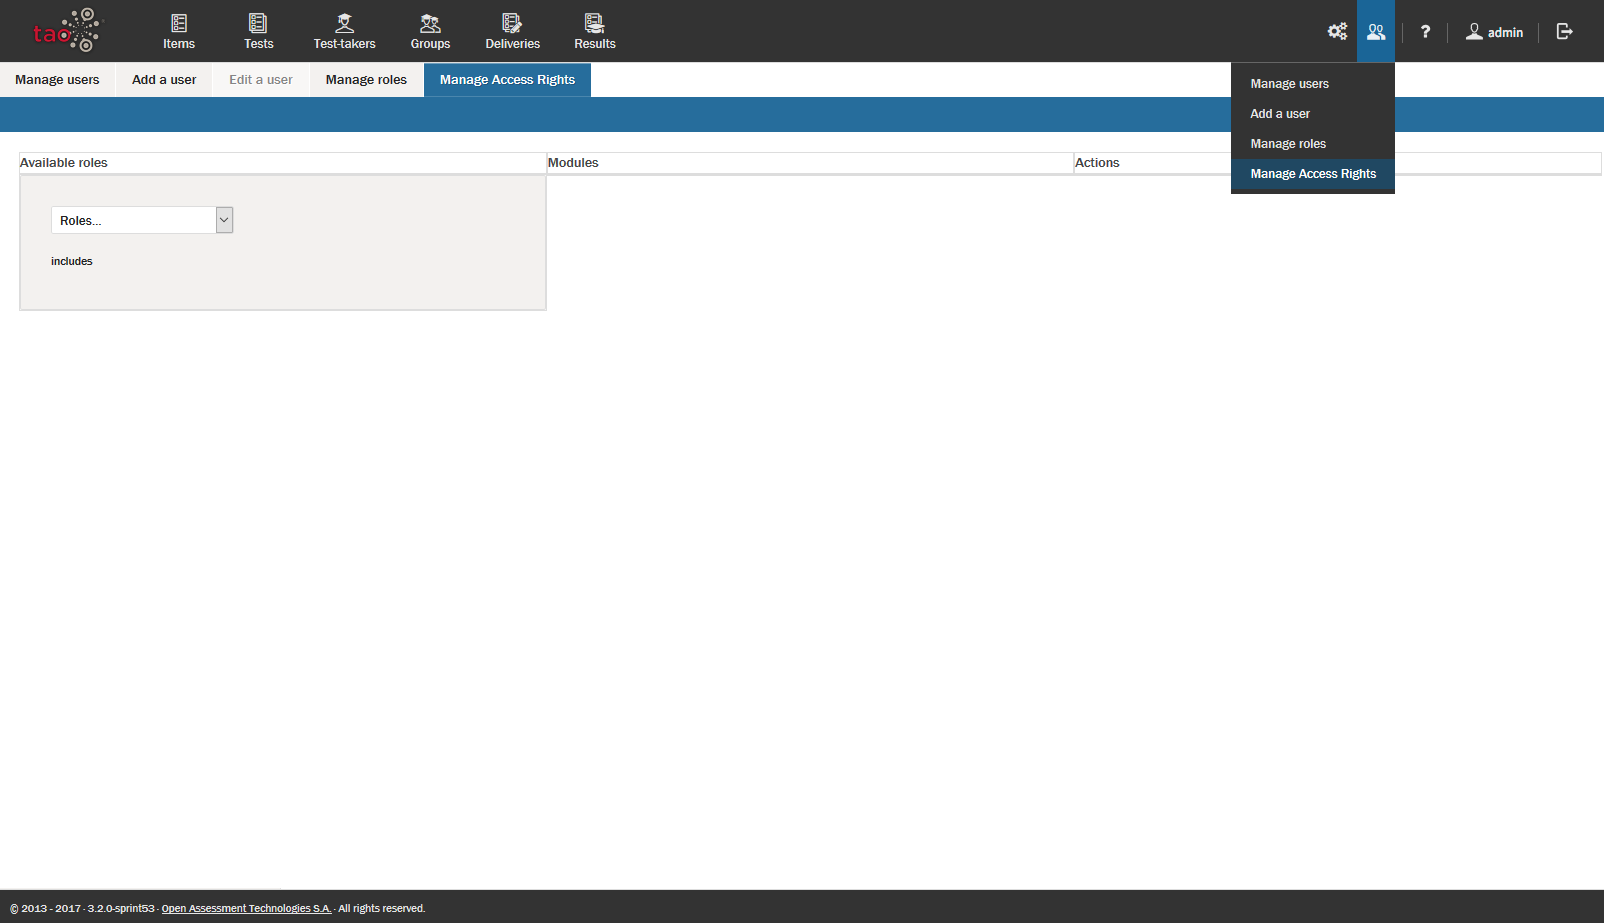 tao
Items
Tests
Test-takers
Groups
Deliveries
Results
?
admin
Manage users
Add a user
Edit a user
Manage roles
Manage Access Rights
Manage users
Add a user
Manage roles
Manage Access Rights
Available roles
Modules
Actions
Roles...
includes
© 2013 - 2017 · 3.2.0-sprint53 · Open Assessment Technologies S.A. · All rights reserved.